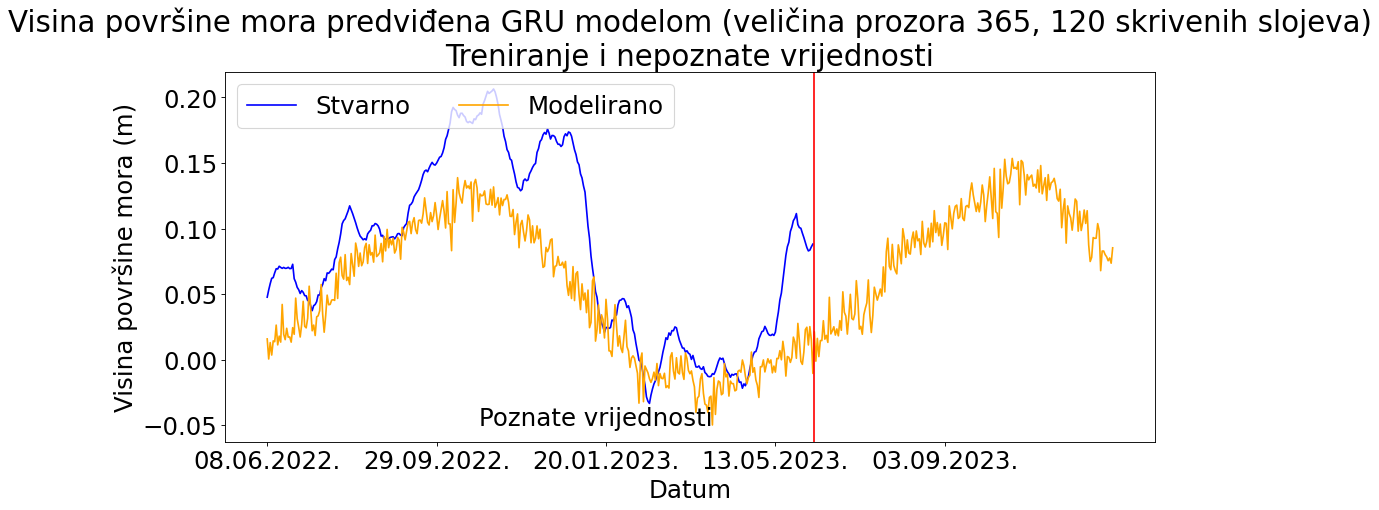 Visina površine mora predviđena GRU modelom (veličina prozora 365, 120 skrivenih slojeva)
Treniranje i nepoznate vrijednosti
Stvarno Modelirano
Visina površine mora (m)
0.20
0.15
0.10
0.05
0.00
−0.05
Poznate vrijednosti
08.06.2022. 29.09.2022. 20.01.2023. 13.05.2023. 03.09.2023.
Datum